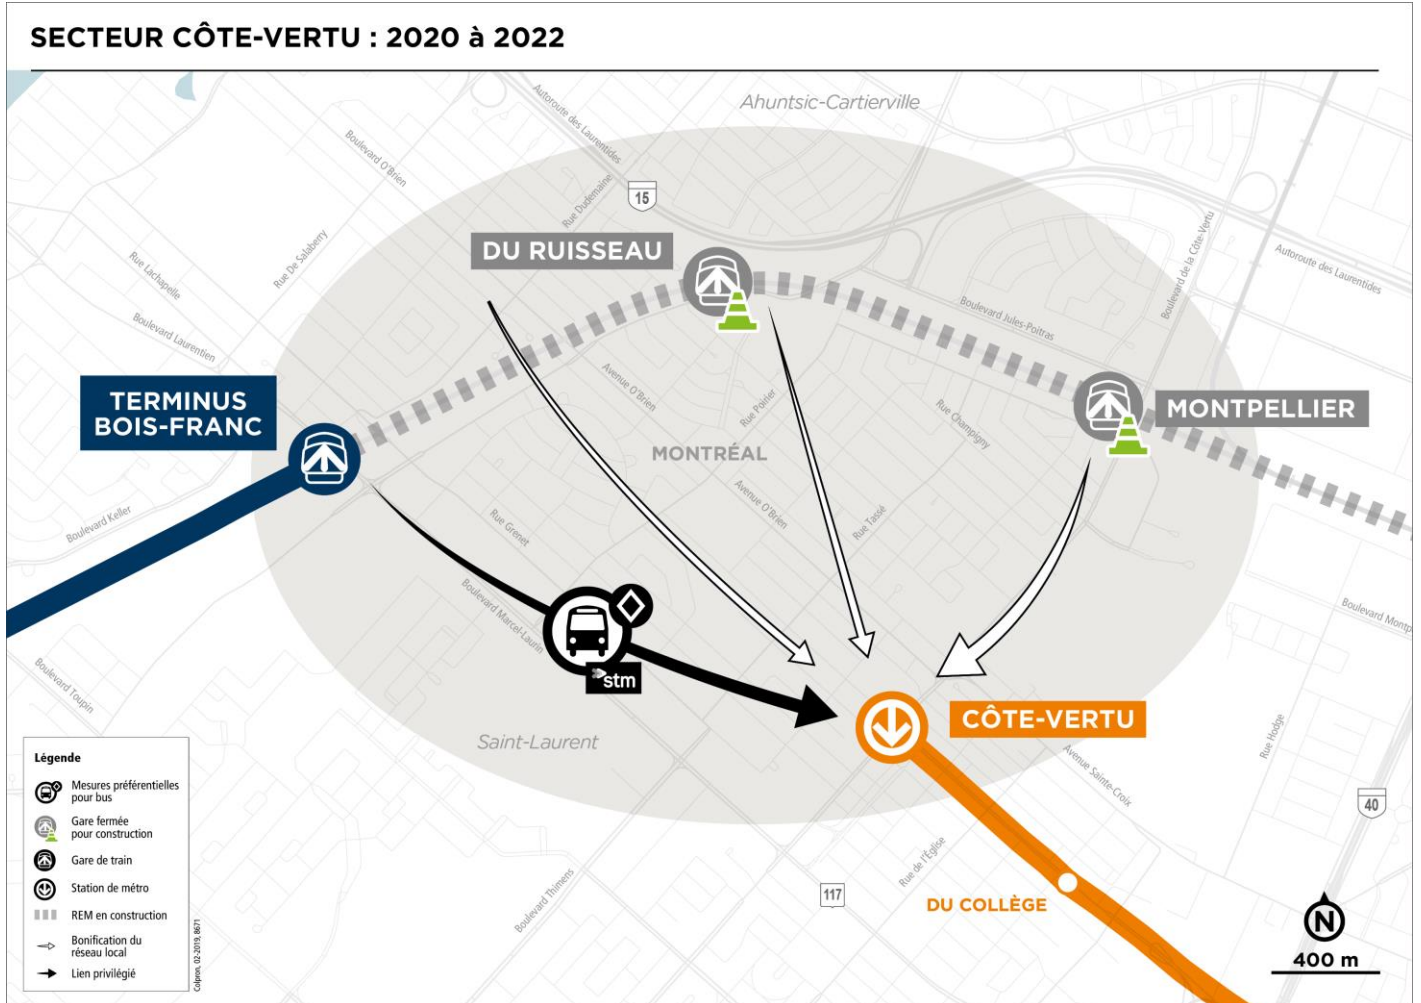 SECTEUR CÔTE-VERTU : 2020 à 2022
Ahuntsic-Cartierville
Autoroute des Laurentides
Boulevard O'Brien
Rue Dudemaine
15
DU RUISSEAU
Rue De Salaberry
Rue Lachapelle
Boulevard Laurentien
Boulevard de la Côte-Vertu
Autoroute des Laurentides
Boulevard Jules-Poitras
TERMINUS
BOIS-FRANC
Avenue O'Brien
Rue Poirier
Rue Champigny
MONTPELLIER
MONTRÉAL
Avenue O'Brien
Rue Tassé
Boulevard Keller
Rue Grenet
Boulevard Marcel-Laurin
stm
Boulevard Montp
Boulevard Toupin
Saint-Laurent
CÔTE-VERTU
Rue Hodge
Avenue Sainte-Croix
40
Rue de l'Église
117
DU COLLÈGE
Boulevard Thimens
Légende
Mesures préférentielles
pour bus
Gare fermée
pour construction
Gare de train
Station de métro
REM en construction
Bonification du
réseau local
Lien privilégié
Colpron, 02-2019, 8671
N
400 m